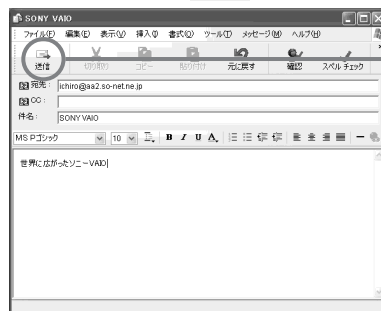 SONY VAIO
ファイル(F) 編集(E) 表示(V) 挿入(I) 書式(O) ツール(T) メッセージ(M) ヘルプ(H)
送信 切り取り コピー 貼り付け 元に戻す 確認 スペル チェック
宛先: ichiro@aa2.so-net.ne.jp
CC:
件名: SONY VAIO
MS Pゴシック 10 B I U A
世界に広がったソニーVAIO